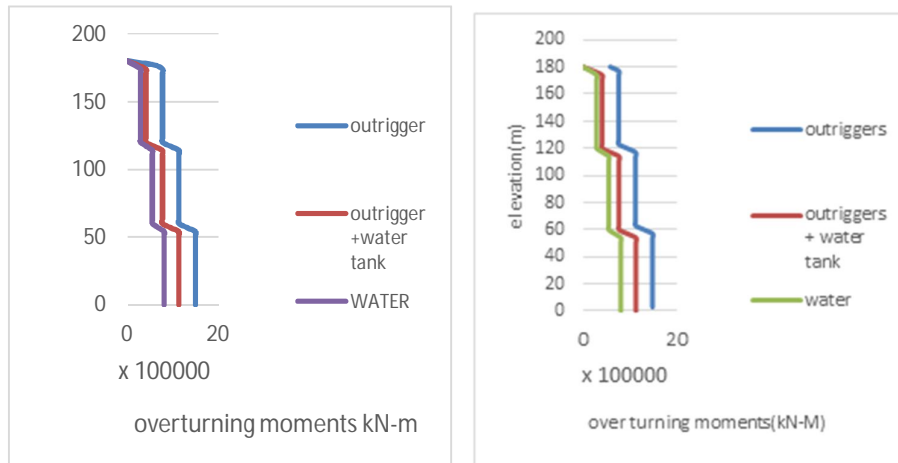 200
150
100
50
0
0
20
x 100000
overturning moments kN-m
outrigger
outrigger
+water
tank
WATER
elevation(m)
200
180
160
140
120
100
80
60
40
20
0
0
20
x 100000
over turning moments(kN-M)
outriggers
outriggers
+ water
tank
water